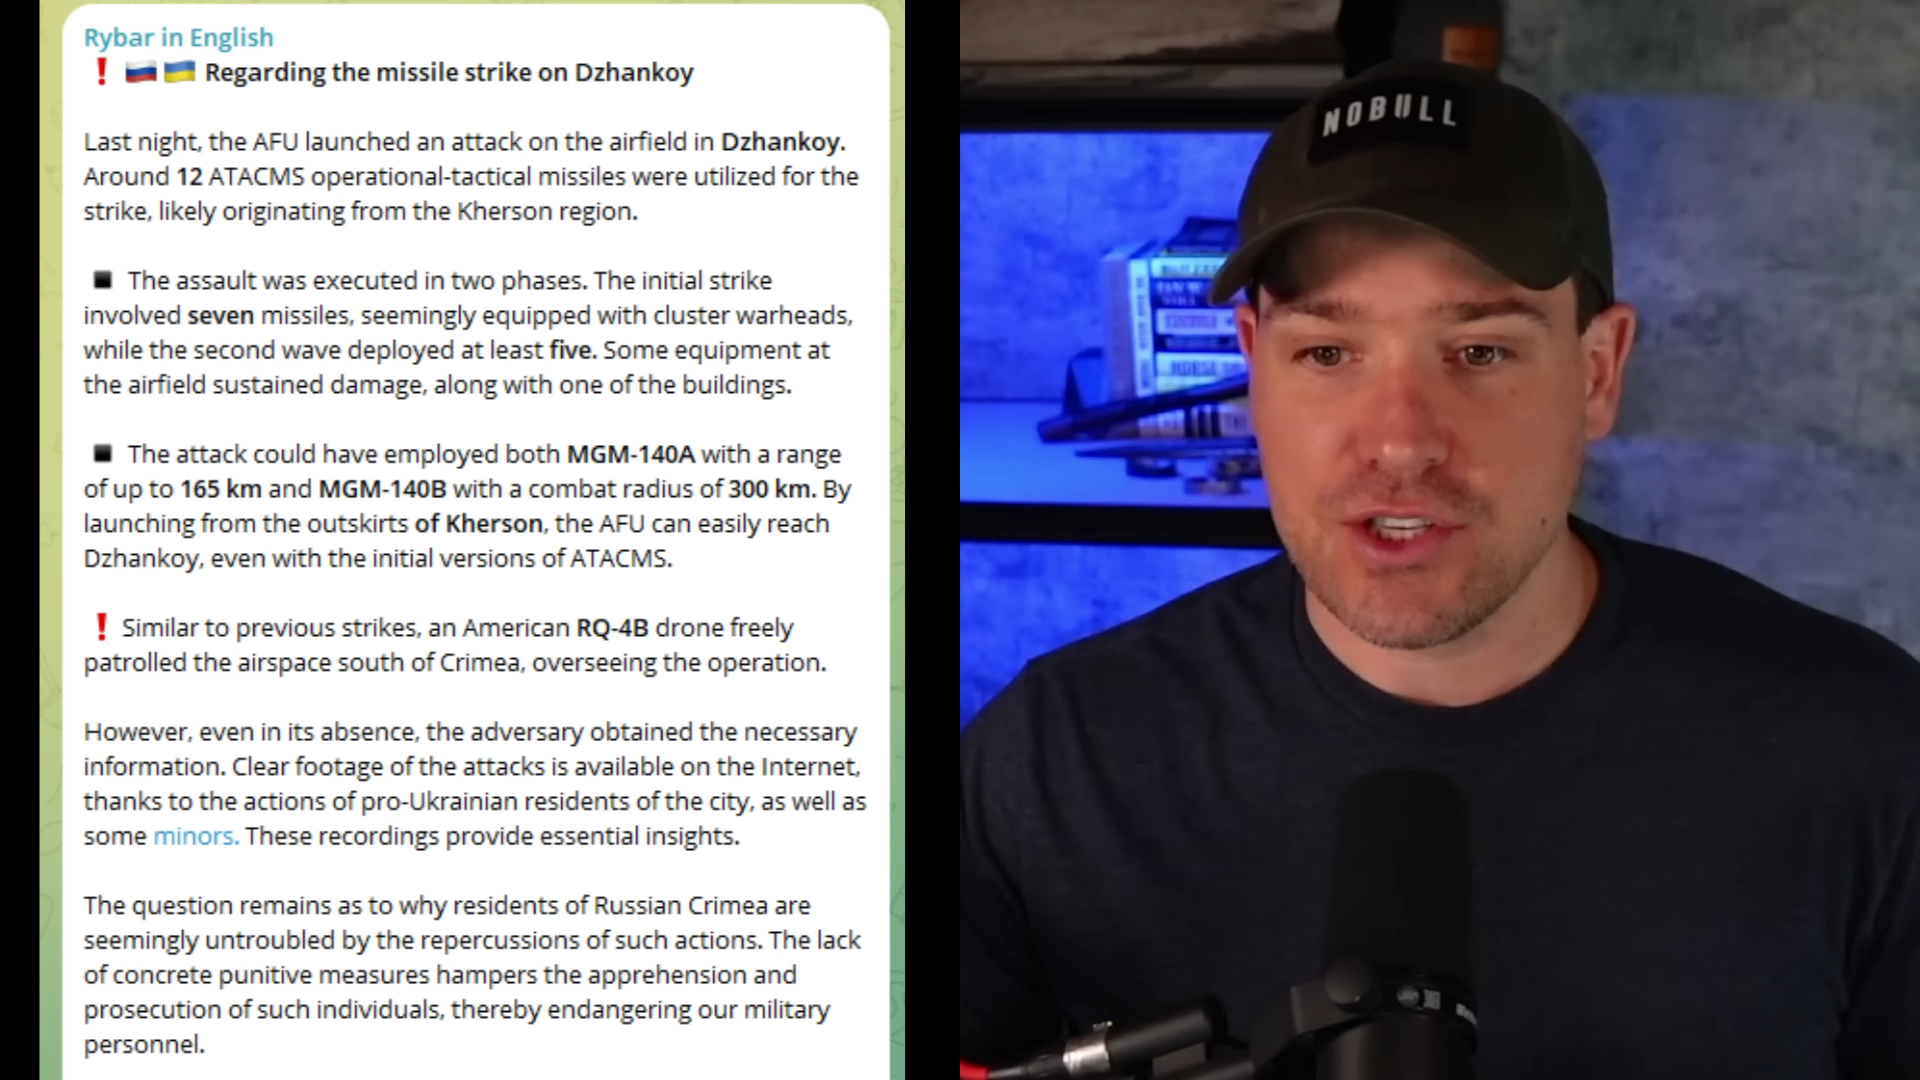 Rybar in English
❗🇷🇺🇺🇦 Regarding the missile strike on Dzhankoy
Last night, the AFU launched an attack on the airfield in Dzhankoy.
Around 12 ATACMS operational-tactical missiles were utilized for the
strike, likely originating from the Kherson region.
◾ The assault was executed in two phases. The initial strike
involved seven missiles, seemingly equipped with cluster warheads,
while the second wave deployed at least five. Some equipment at
the airfield sustained damage, along with one of the buildings.
◾ The attack could have employed both MGM-140A with a range
of up to 165 km and MGM-140B with a combat radius of 300 km. By
launching from the outskirts of Kherson, the AFU can easily reach
Dzhankoy, even with the initial versions of ATACMS.
❗ Similar to previous strikes, an American RQ-4B drone freely
patrolled the airspace south of Crimea, overseeing the operation.
However, even in its absence, the adversary obtained the necessary
information. Clear footage of the attacks is available on the Internet,
thanks to the actions of pro-Ukrainian residents of the city, as well as
some minors. These recordings provide essential insights.
The question remains as to why residents of Russian Crimea are
seemingly untroubled by the repercussions of such actions. The lack
of concrete punitive measures hampers the apprehension and
prosecution of such individuals, thereby endangering our military
personnel.
NOBULL